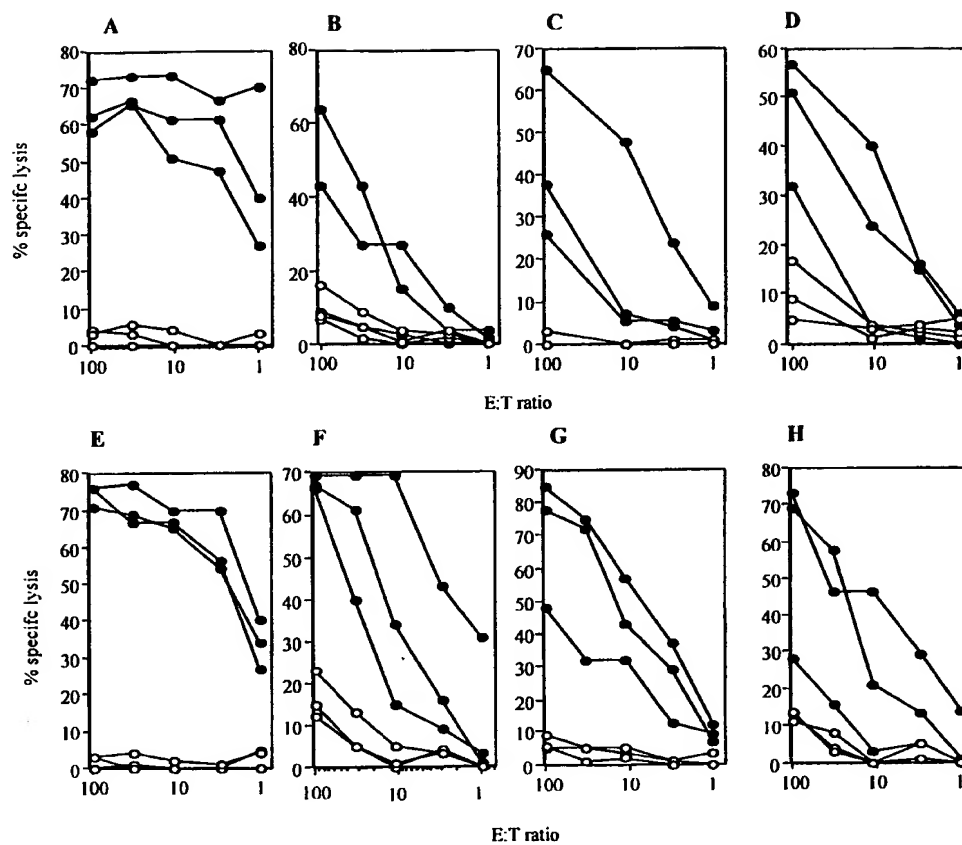 A B C D
% specifc lysis
80 70 60 50 40 30 20 10 0
80 60 40 20 0
70 60 50 40 30 20 10 0
60 50 40 30 20 10 0
100 10 1 100 10 1 100 10 1 100 10 1
E:T ratio
E F G H
% specifc lysis
80 70 60 50 40 30 20 10 0
70 60 50 40 30 20 10 0
90 80 70 60 50 40 30 20 10 0
80 70 60 50 40 30 20 10 0
100 10 1 100 10 1 100 10 1 100 10 1
E:T ratio